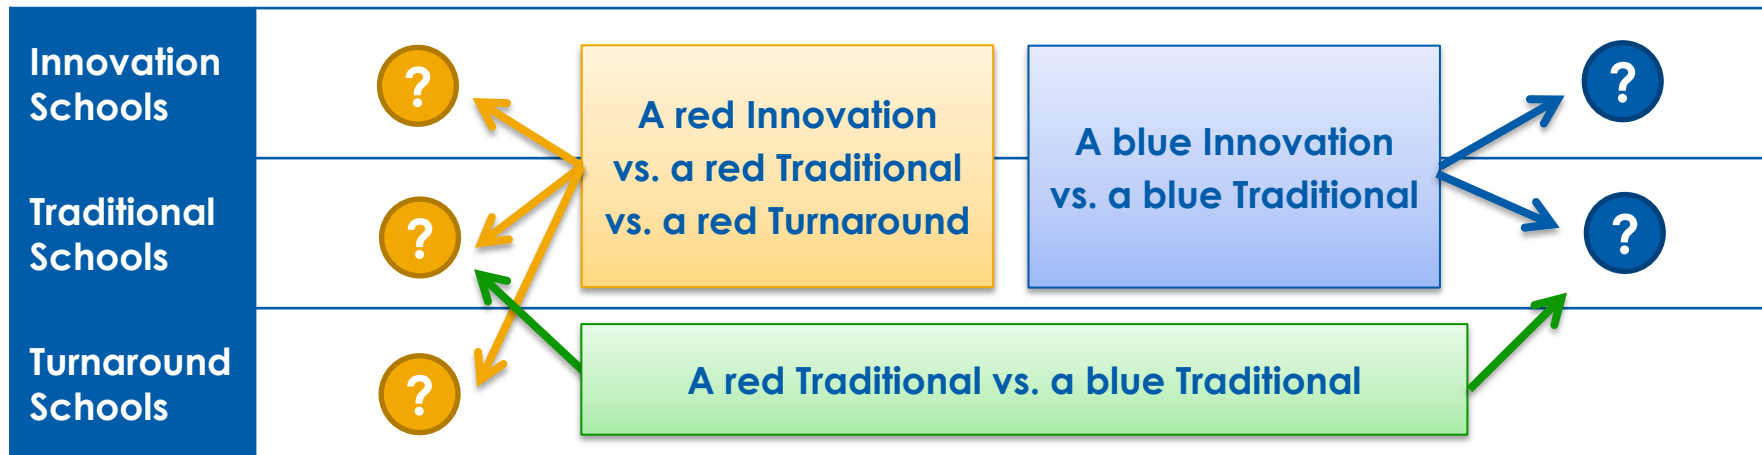 Innovation
Schools
?
A red Innovation
vs. a red Traditional
vs. a red Turnaround
A blue Innovation
vs. a blue Traditional
?
Traditional
Schools
?
?
Turnaround
Schools
?
A red Traditional vs. a blue Traditional